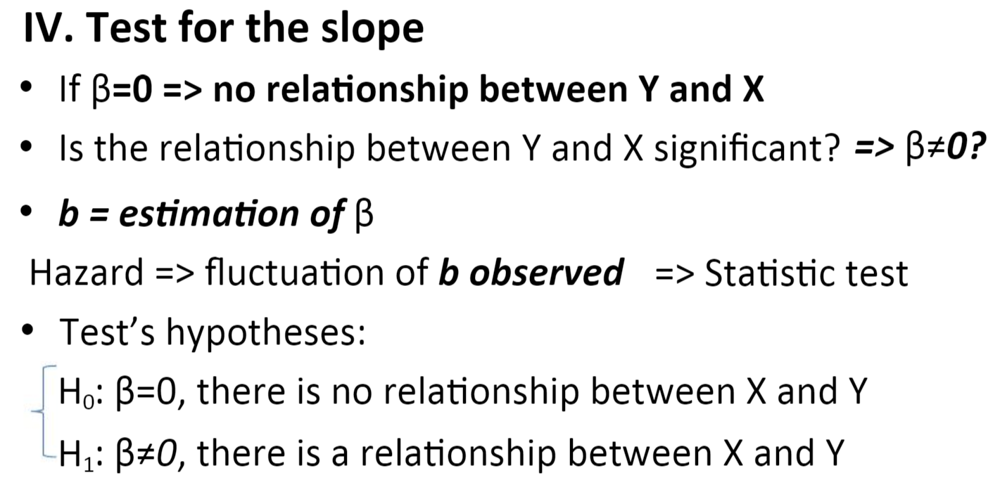 IV. Test for the slope
• If β=0 => no relationship between Y and X
• Is the relationship between Y and X significant? => β≠0?
• b = estimation of β
Hazard => fluctuation of b observed => Statistic test
• Test’s hypotheses:
H₀: β=0, there is no relationship between X and Y
H₁: β≠0, there is a relationship between X and Y